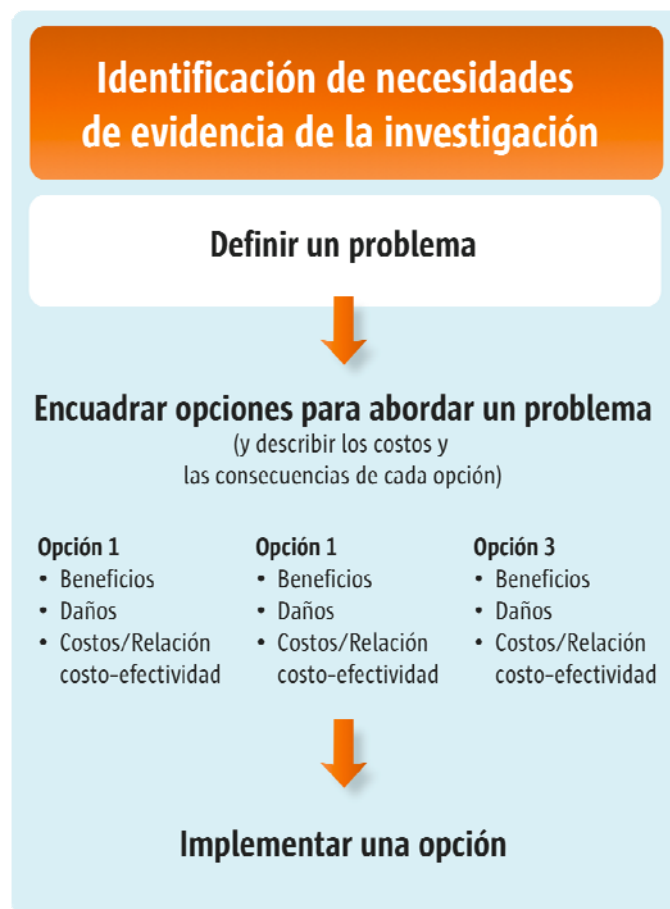 Identificación de necesidades
de evidencia de la investigación
Definir un problema
Encuadrar opciones para abordar un problema
(y describir los costos y
las consecuencias de cada opción)
Opción 1
• Beneficios
• Daños
• Costos/Relación
costo-efectividad
Opción 1
• Beneficios
• Daños
• Costos/Relación
costo-efectividad
Opción 3
• Beneficios
• Daños
• Costos/Relación
costo-efectividad
Implementar una opción